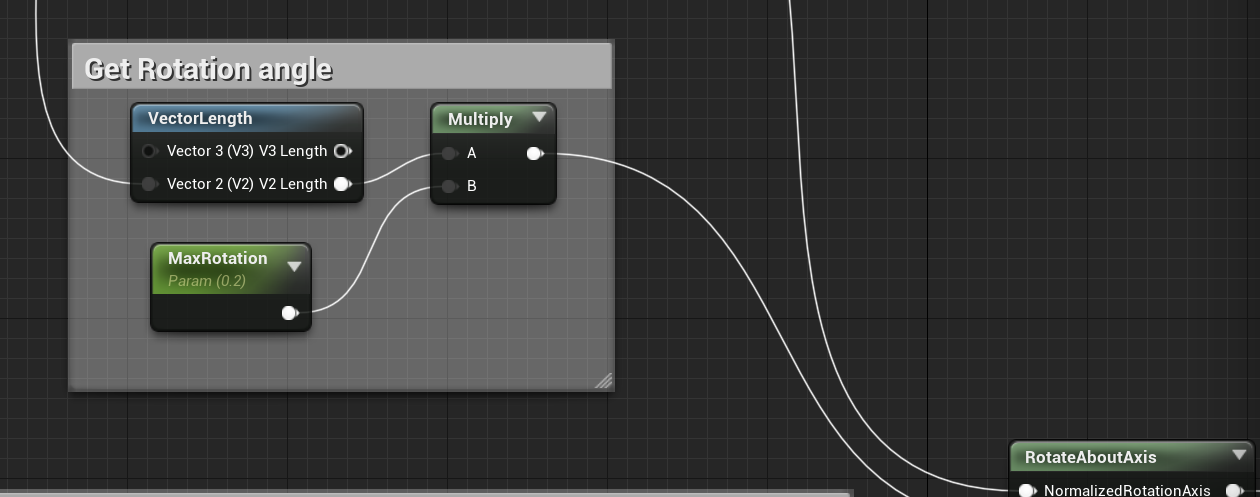 Get Rotation angle
VectorLength
Vector 3 (V3) V3 Length
Vector 2 (V2) V2 Length
Multiply
A
B
MaxRotation
Param (0.2)
RotateAboutAxis
NormalizedRotationAxis